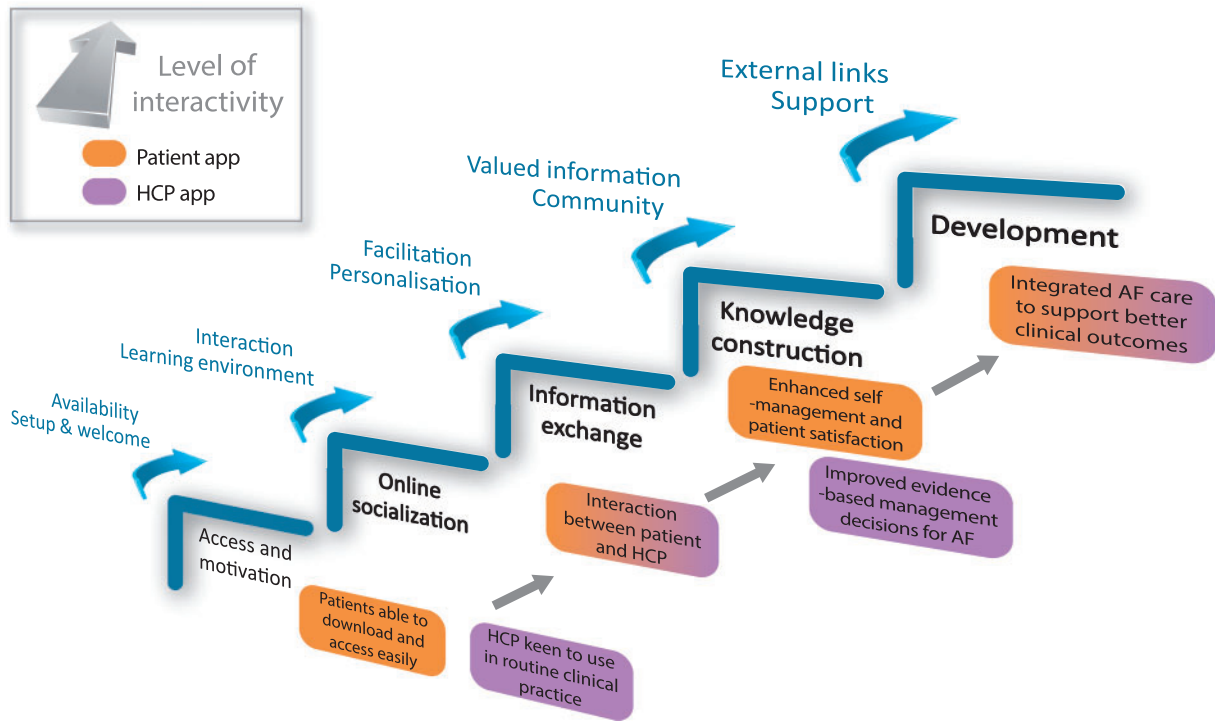 Level of
interactivity
Patient app
HCP app
External links
Support
Valued information
Community
Facilitation
Personalisation
Interaction
Learning environment
Availability
Setup & welcome
Development
Knowledge
construction
Information
exchange
Online
socialization
Access and
motivation
Integrated AF care
to support better
clinical outcomes
Enhanced self
-management and
patient satisfaction
Improved evidence
-based management
decisions for AF
Interaction
between patient
and HCP
Patients able to
download and
access easily
HCP keen to use
in routine clinical
practice